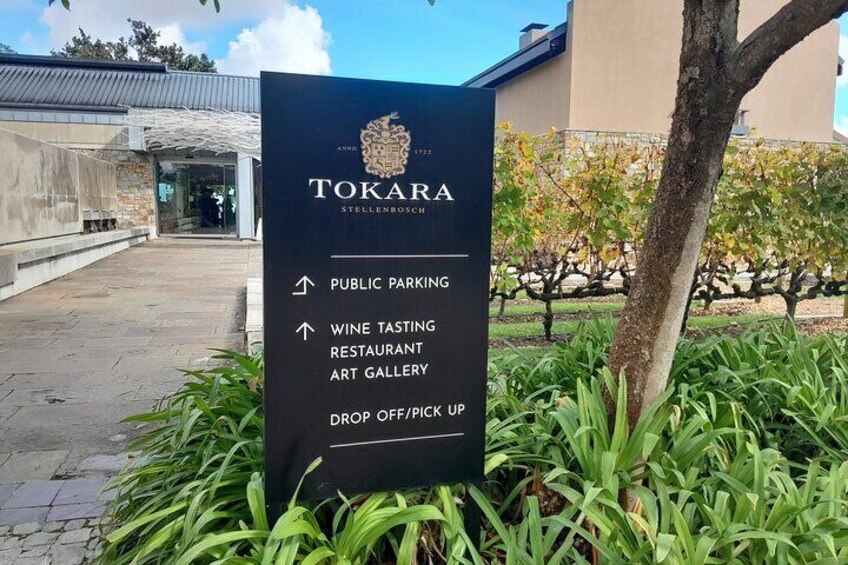 ANNO 1722
TOKARA
STELLENBOSCH
PUBLIC PARKING
WINE TASTING
RESTAURANT
ART GALLERY
DROP OFF/PICK UP